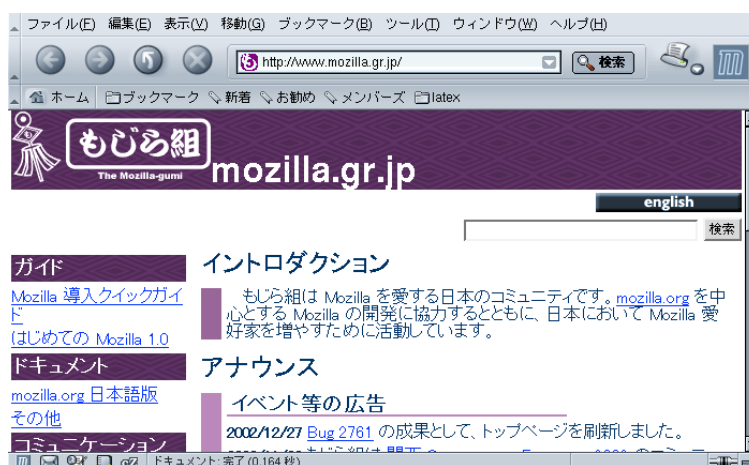 ファイル(F) 編集(E) 表示(V) 移動(G) ブックマーク(B) ツール(T) ウィンドウ(W) ヘルプ(H)
http://www.mozilla.gr.jp/ 検索
ホーム ブックマーク 新着 お勧め メンバーズ latex
もじら組
The Mozilla-gumi
mozilla.gr.jp
english
検索
ガイド
Mozilla 導入クイックガイ
ド
はじめての Mozilla 1.0
ドキュメント
mozilla.org 日本語版
その他
コミュニケーション
イントロダクション
もじら組は Mozilla を愛する日本のコミュニティです。mozilla.org を中
心とする Mozilla の開発に協力するとともに、日本において Mozilla 愛
好家を増やすために活動しています。
アナウンス
イベント等の広告
2002/12/27 Bug 2761 の成果として、トップページを刷新しました。
ドキュメント: 完了 (0.164 秒)